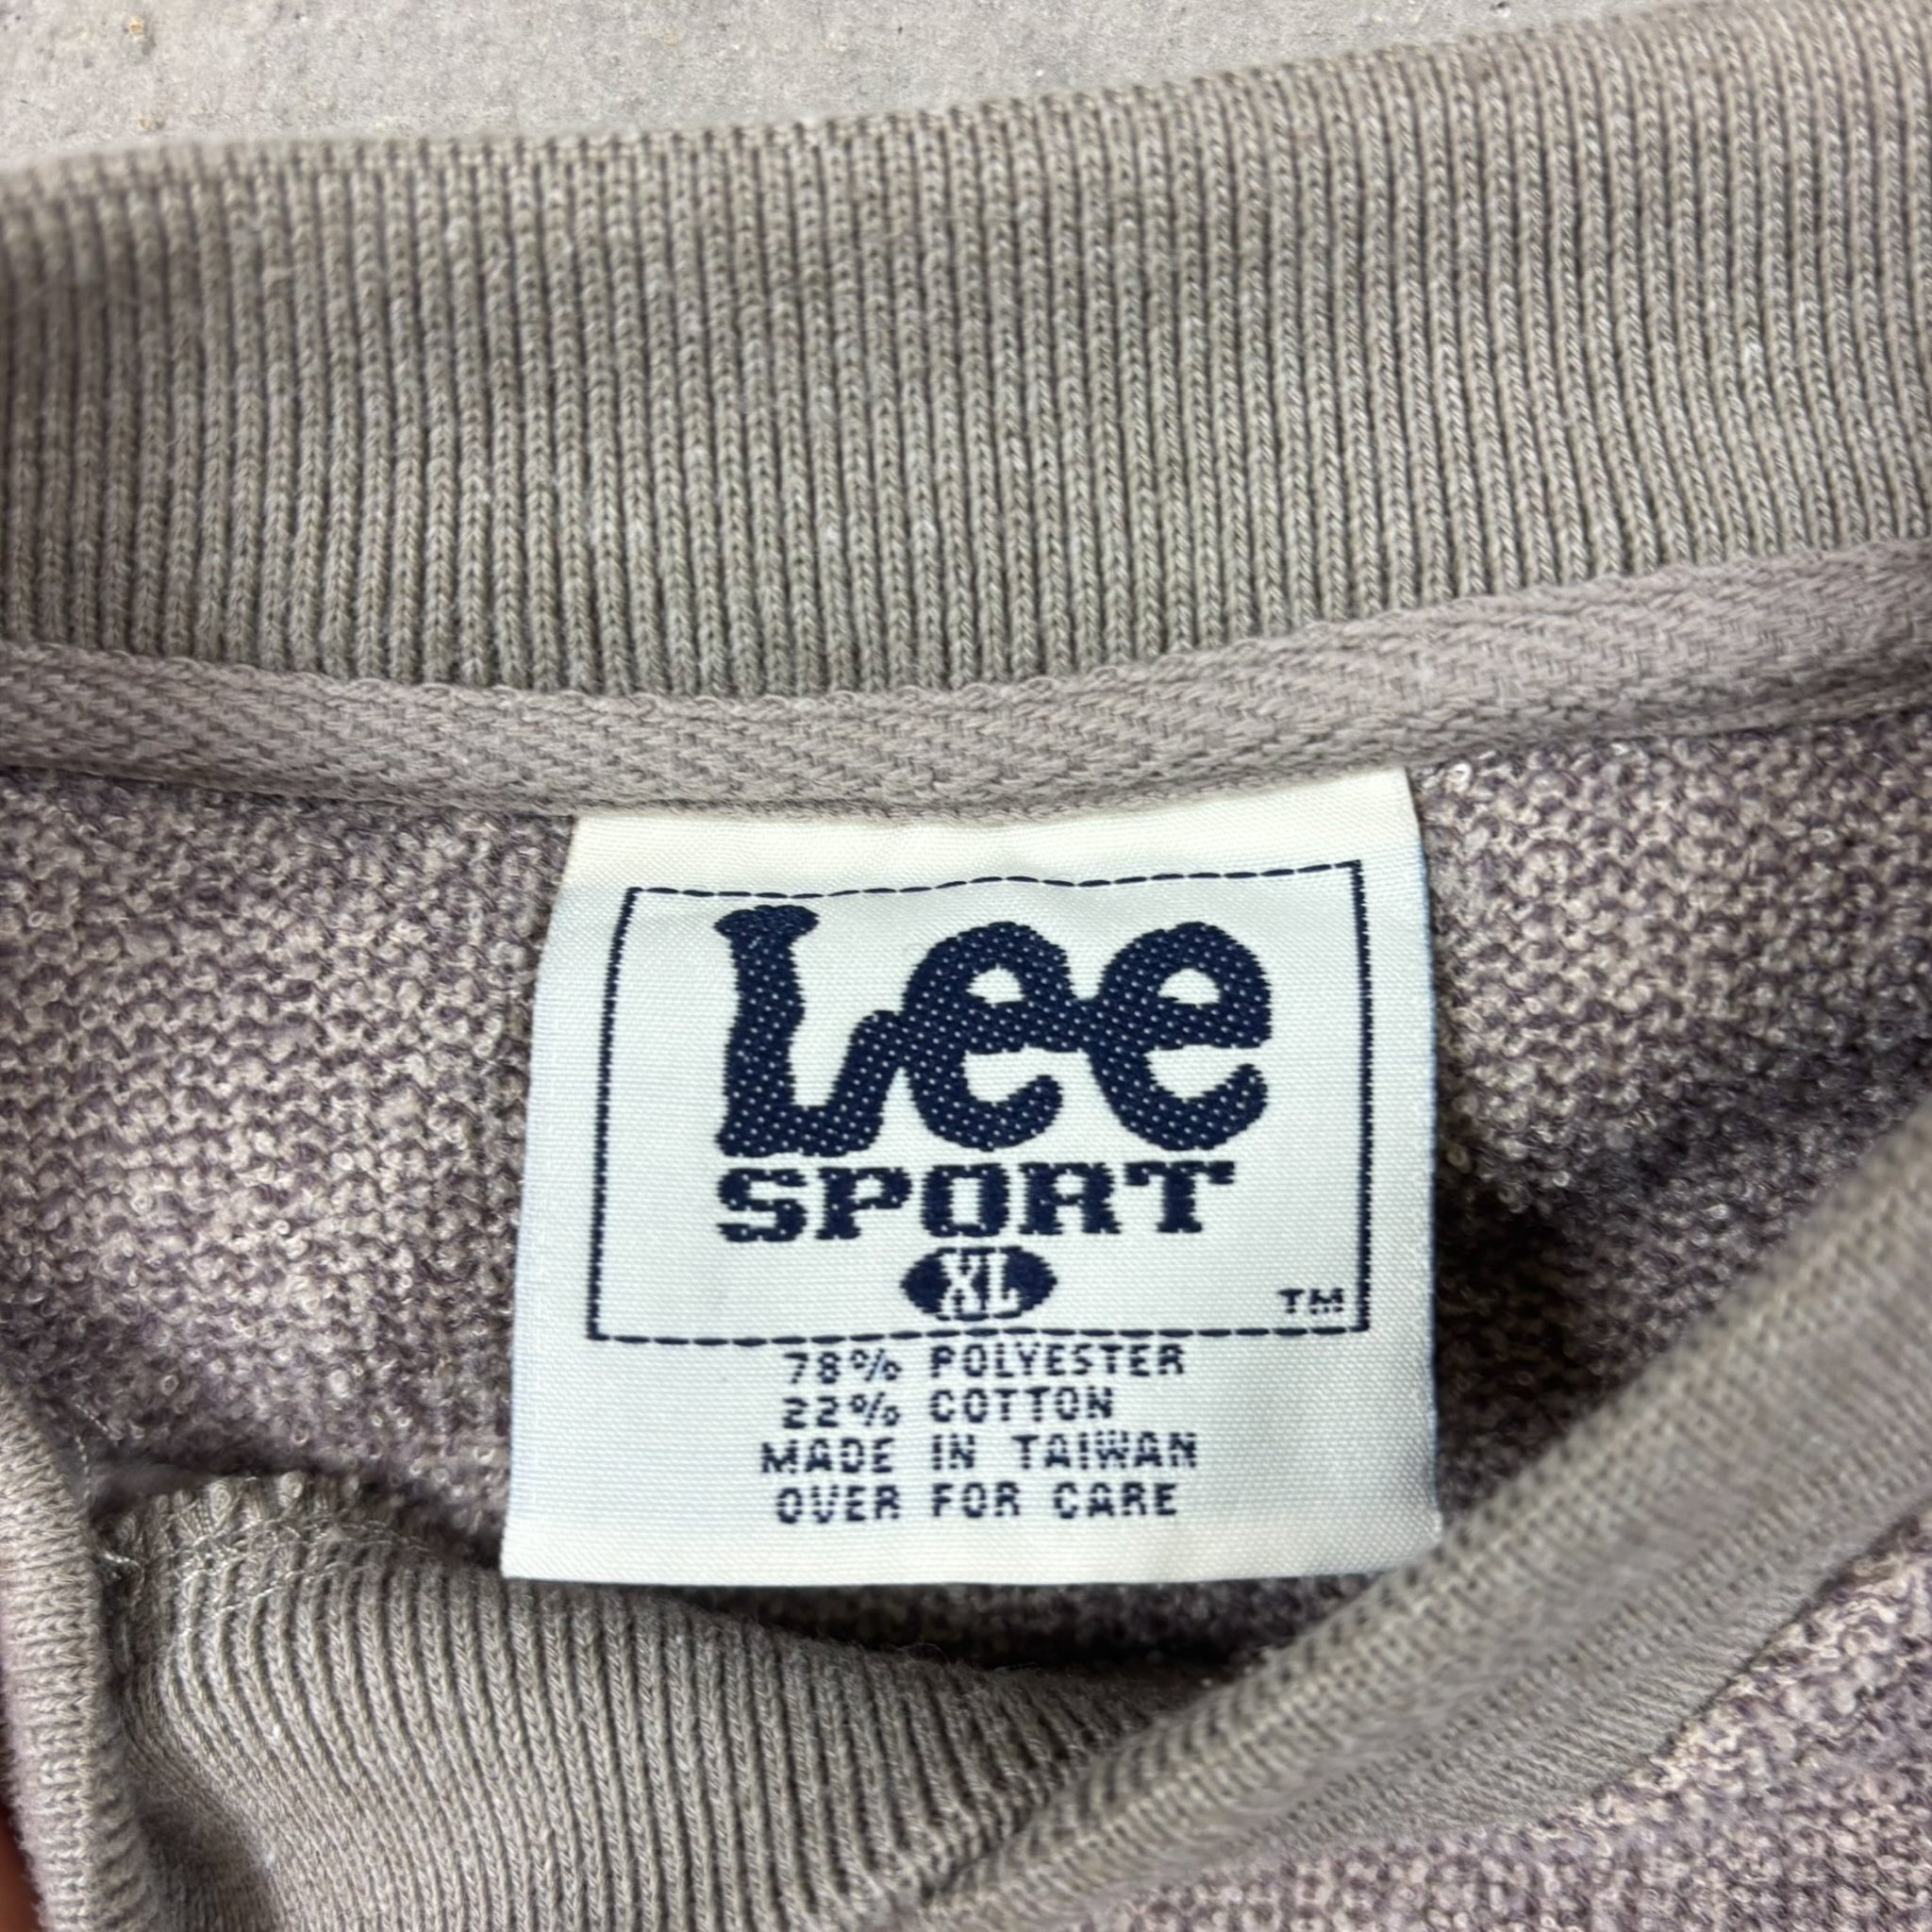 Lee
SPORT
XL
TM
78% POLYESTER
22% COTTON
MADE IN TAIWAN
OVER FOR CARE